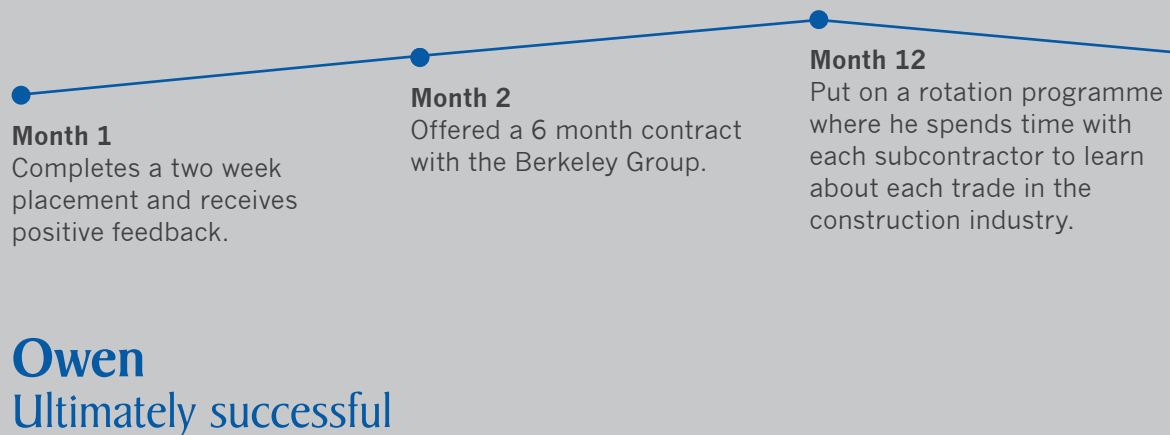 Month 1
Completes a two week
placement and receives
positive feedback.
Month 2
Offered a 6 month contract
with the Berkeley Group.
Month 12
Put on a rotation programme
where he spends time with
each subcontractor to learn
about each trade in the
construction industry.
Owen
Ultimately successful